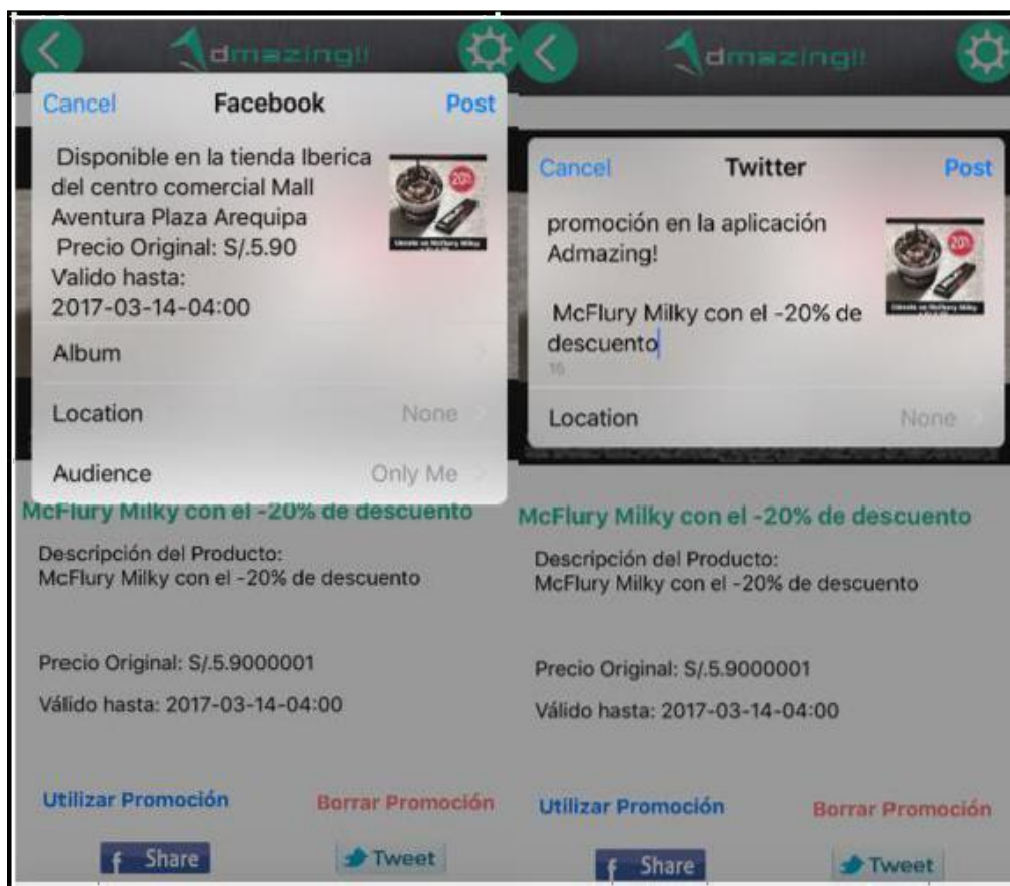 Admazing!!
Cancel Facebook Post
Disponible en la tienda Iberica
del centro comercial Mall
Aventura Plaza Arequipa
Precio Original: S/.5.90
Valido hasta:
2017-03-14-04:00
20%
Album
Location None
Audience Only Me
McFlury Milky con el -20% de descuento
Descripción del Producto:
McFlury Milky con el -20% de descuento
Precio Original: S/.5.9000001
Válido hasta: 2017-03-14-04:00
Utilizar Promoción Borrar Promoción
f Share Tweet
Admazing!!
Cancel Twitter Post
promoción en la aplicación
Admazing!
McFlury Milky con el -20% de
descuento
16
20%
Location None
McFlury Milky con el -20% de descuento
Descripción del Producto:
McFlury Milky con el -20% de descuento
Precio Original: S/.5.9000001
Válido hasta: 2017-03-14-04:00
Utilizar Promoción Borrar Promoción
f Share Tweet